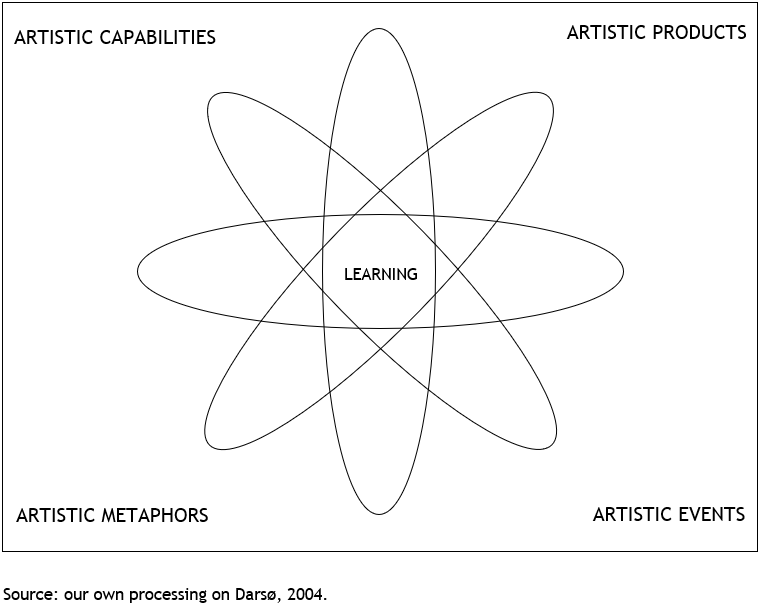 ARTISTIC CAPABILITIES
ARTISTIC PRODUCTS
LEARNING
ARTISTIC METAPHORS
ARTISTIC EVENTS
Source: our own processing on Darsø, 2004.